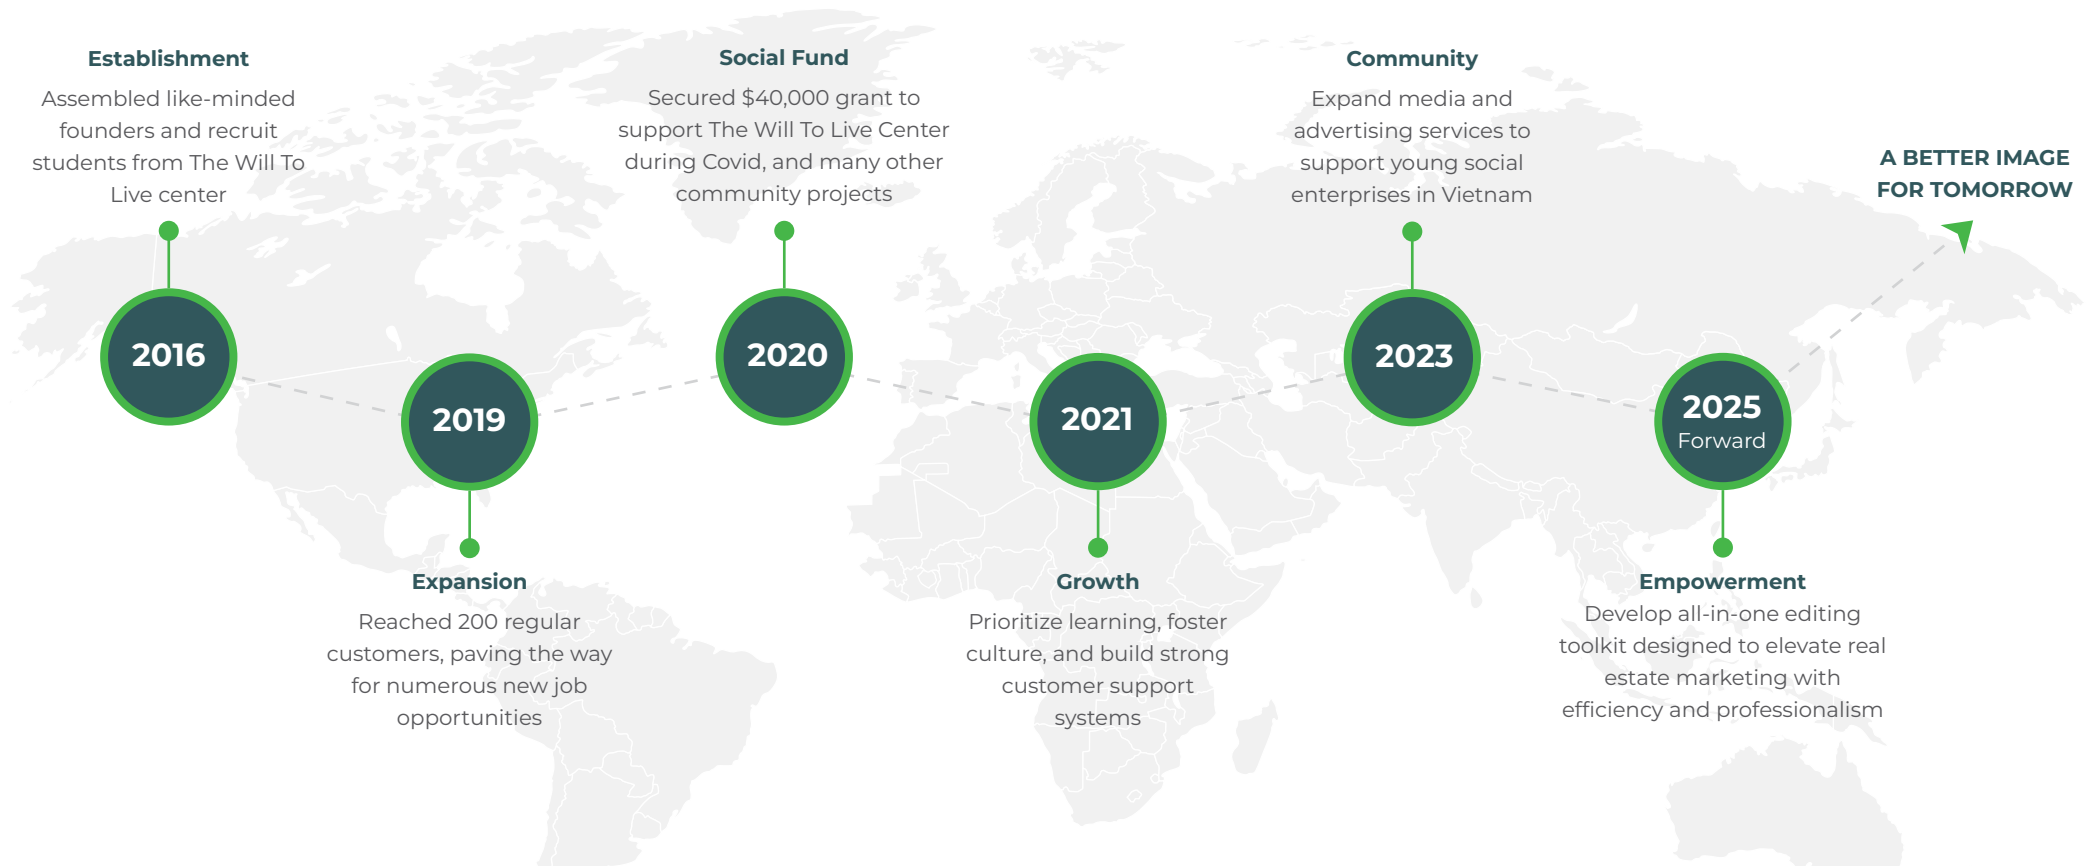 Establishment
Assembled like-minded
founders and recruit
students from The Will To
Live center
2016
2019
Expansion
Reached 200 regular
customers, paving the way
for numerous new job
opportunities
Social Fund
Secured $40,000 grant to
support The Will To Live Center
during Covid, and many other
community projects
2020
2021
Growth
Prioritize learning, foster
culture, and build strong
customer support
systems
Community
Expand media and
advertising services to
support young social
enterprises in Vietnam
2023
2025
Forward
Empowerment
Develop all-in-one editing
toolkit designed to elevate real
estate marketing with
efficiency and professionalism
A BETTER IMAGE
FOR TOMORROW